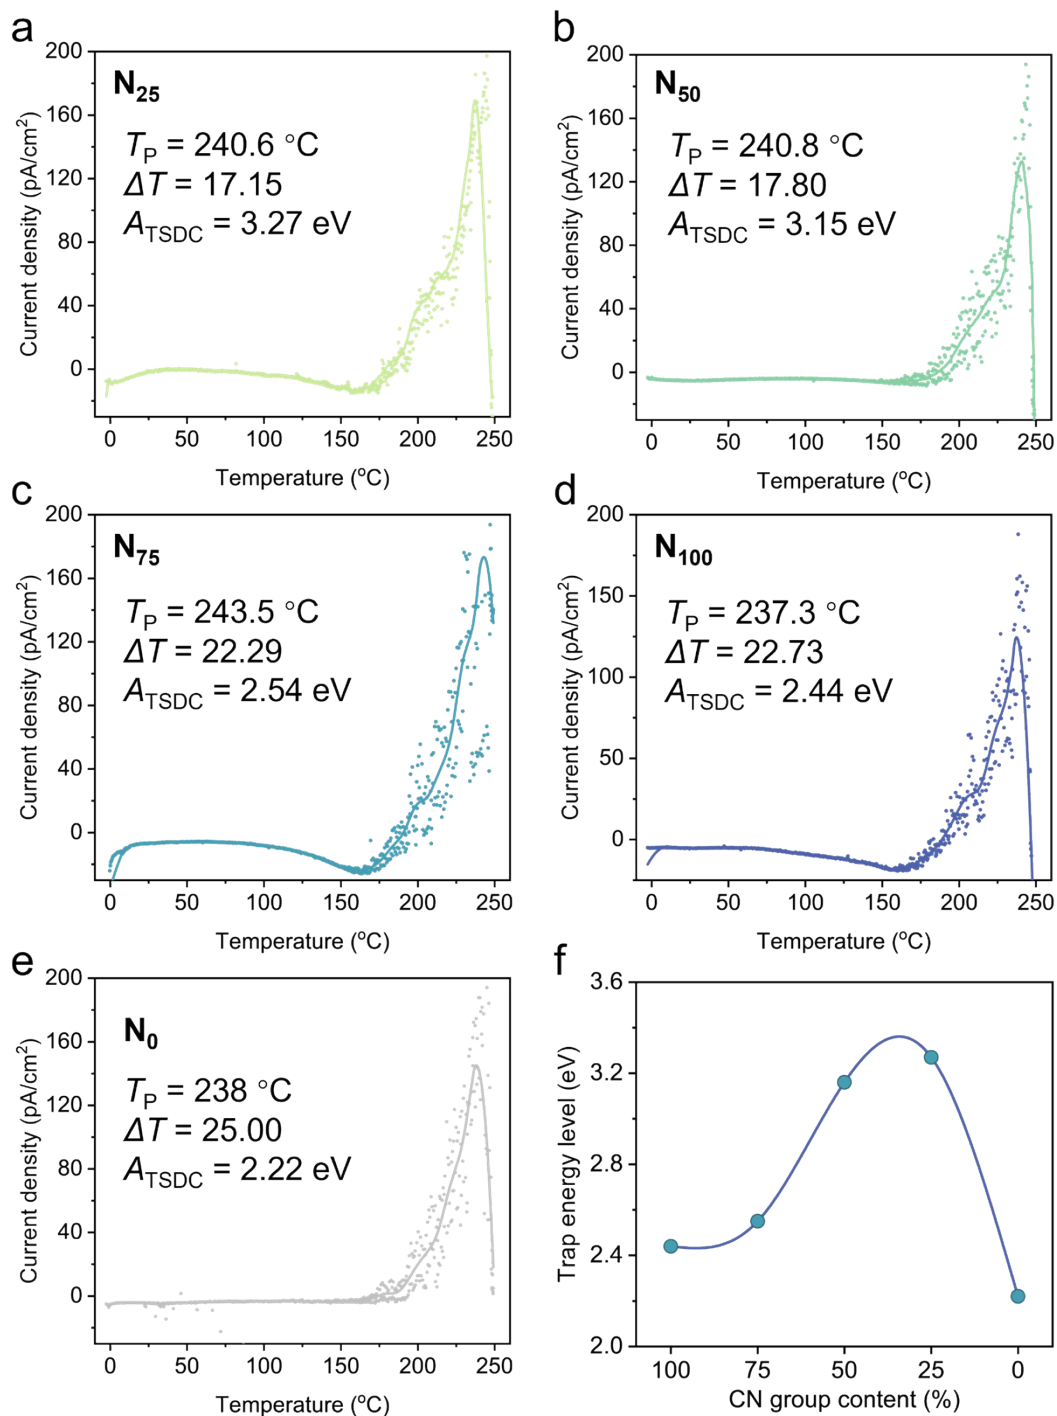 a
N25
TP = 240.6 °C
ΔT = 17.15
ATSDC = 3.27 eV
Current density (pA/cm2)
200
160
120
80
40
0
0 50 100 150 200 250
Temperature (oC)
b
N50
TP = 240.8 °C
ΔT = 17.80
ATSDC = 3.15 eV
Current density (pA/cm2)
200
160
120
80
40
0
0 50 100 150 200 250
Temperature (oC)
c
N75
TP = 243.5 °C
ΔT = 22.29
ATSDC = 2.54 eV
Current density (pA/cm2)
200
160
120
80
40
0
0 50 100 150 200 250
Temperature (oC)
d
N100
TP = 237.3 °C
ΔT = 22.73
ATSDC = 2.44 eV
Current density (pA/cm2)
200
150
100
50
0
0 50 100 150 200 250
Temperature (oC)
e
N0
TP = 238 °C
ΔT = 25.00
ATSDC = 2.22 eV
Current density (pA/cm2)
200
160
120
80
40
0
0 50 100 150 200 250
Temperature (oC)
f
Trap energy level (eV)
3.6
3.2
2.8
2.4
2.0
100 75 50 25 0
CN group content (%)